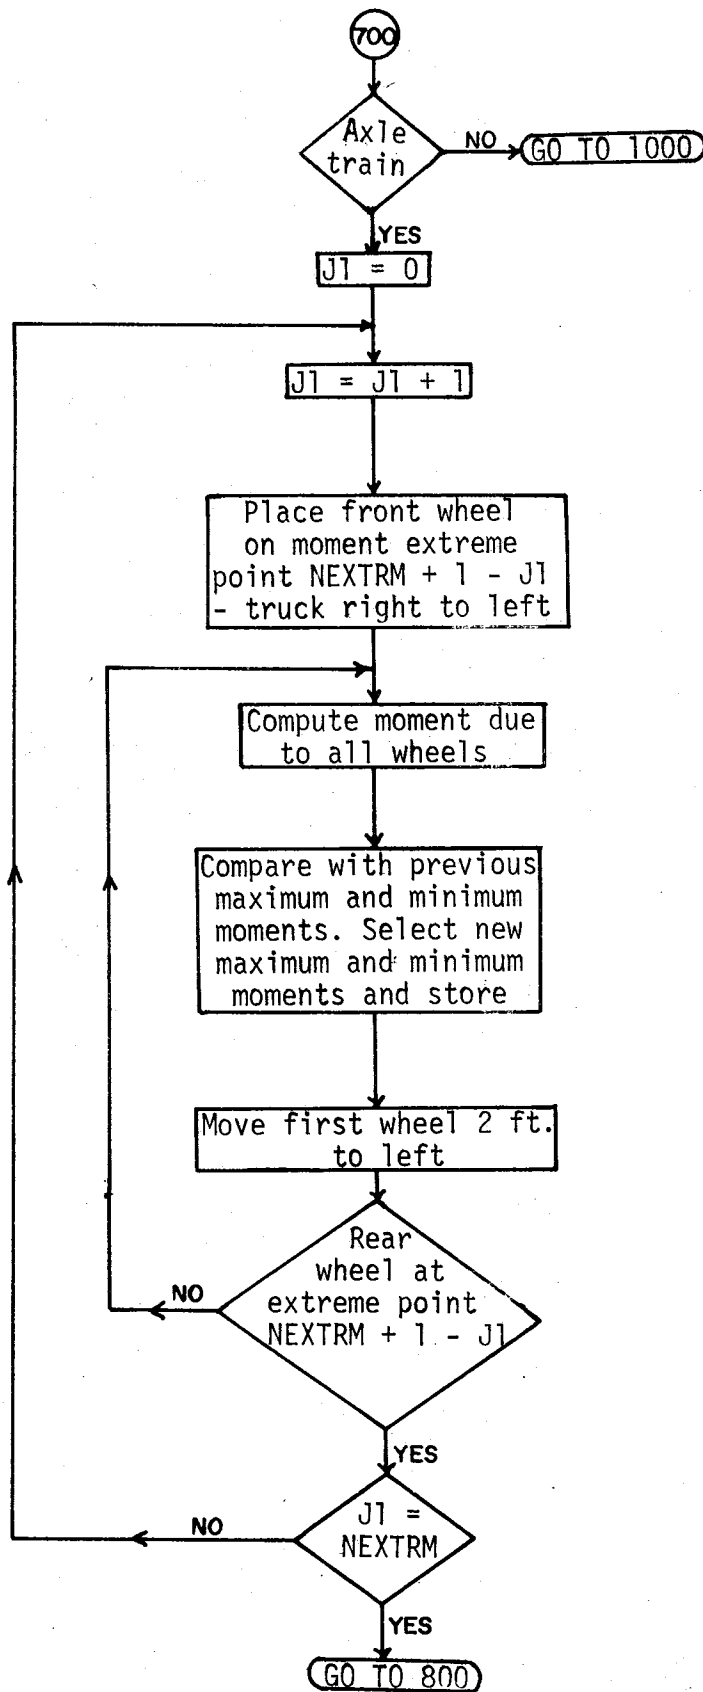 700
Axle
train
NO
GO TO 1000
YES
J1 = 0
J1 = J1 + 1
Place front wheel
on moment extreme
point NEXTRM + 1 - J1
- truck right to left
Compute moment due
to all wheels
Compare with previous
maximum and minimum
moments. Select new
maximum and minimum
moments and store
Move first wheel 2 ft.
to left
Rear
wheel at
extreme point
NEXTRM + 1 - J1
NO
YES
J1 =
NEXTRM
NO
YES
GO TO 800